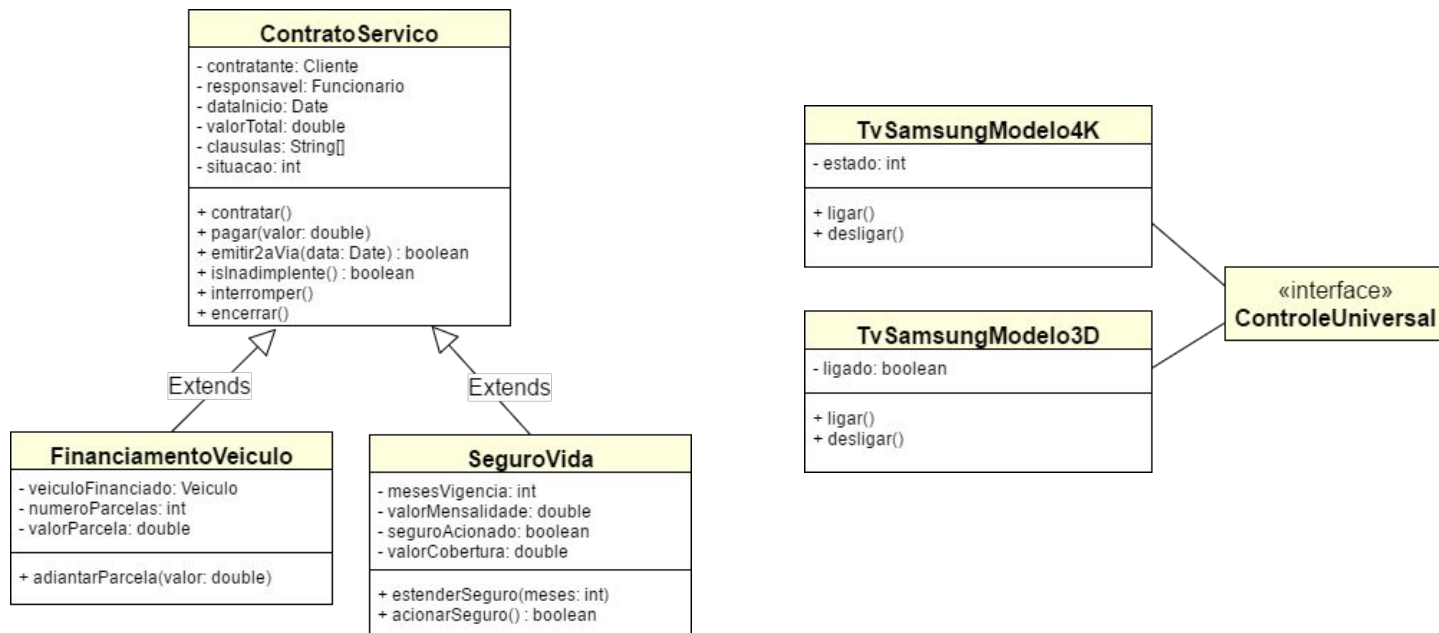 ContratoServico
- contratante: Cliente
- responsavel: Funcionario
- dataInicio: Date
- valorTotal: double
- clausulas: String[]
- situacao: int
+ contratar()
+ pagar(valor: double)
+ emitir2aVia(data: Date) : boolean
+ isInadimplente() : boolean
+ interromper()
+ encerrar()
Extends
Extends
FinanciamentoVeiculo
- veiculoFinanciado: Veiculo
- numeroParcelas: int
- valorParcela: double
+ adiantarParcela(valor: double)
SeguroVida
- mesesVigencia: int
- valorMensalidade: double
- seguroAcionado: boolean
- valorCobertura: double
+ estenderSeguro(meses: int)
+ acionarSeguro() : boolean
TvSamsungModelo4K
- estado: int
+ ligar()
+ desligar()
TvSamsungModelo3D
- ligado: boolean
+ ligar()
+ desligar()
«interface»
ControleUniversal